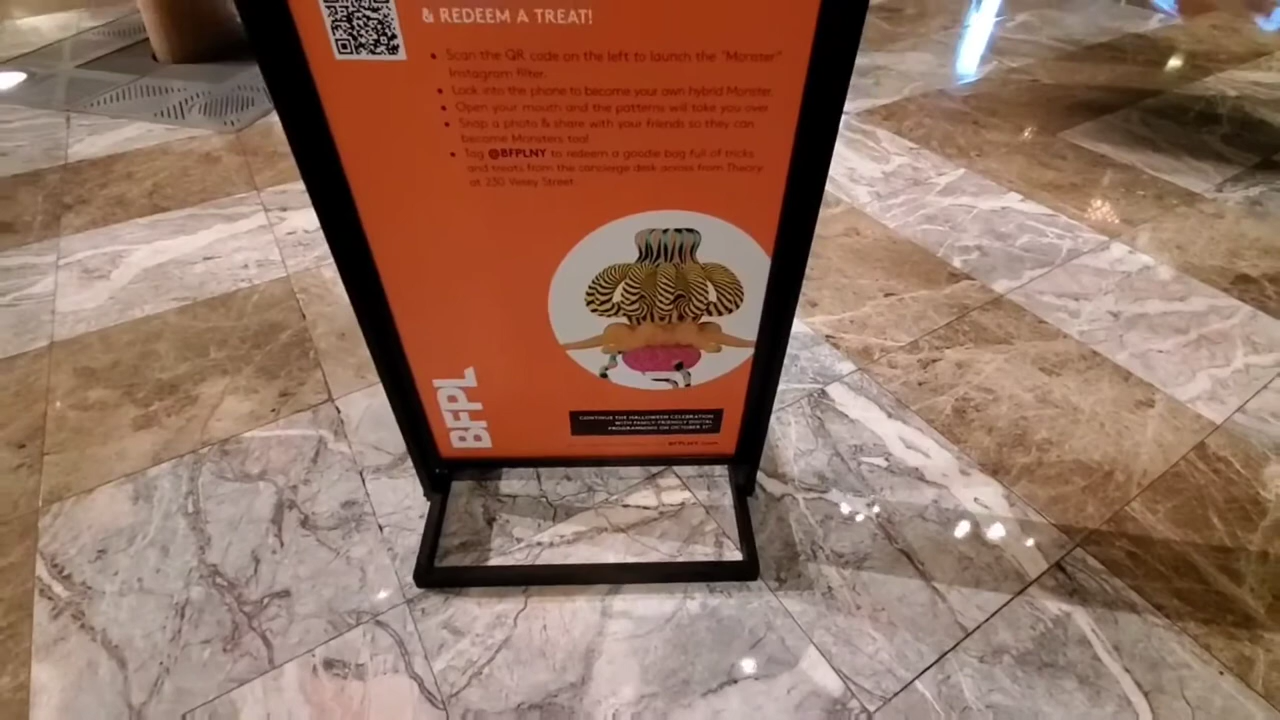 & REDEEM A TREAT!
• Scan the QR code on the left to launch the "Monster"
Instagram filter.
• Look into the phone to become your own hybrid Monster.
• Open your mouth and the patterns will take you over
• Snap a photo & share with your friends so they can
become Monsters too!
• Tag @BFPLNY to redeem a goodie bag full of tricks
and treats from the concierge desk across from Theory
at 230 Vesey Street.
BFPL
CONTINUE THE HALLOWEEN CELEBRATION
WITH FAMILY-FRIENDLY DIGITAL
PROGRAMMING ON OCTOBER 31ST
BFPLNY.com